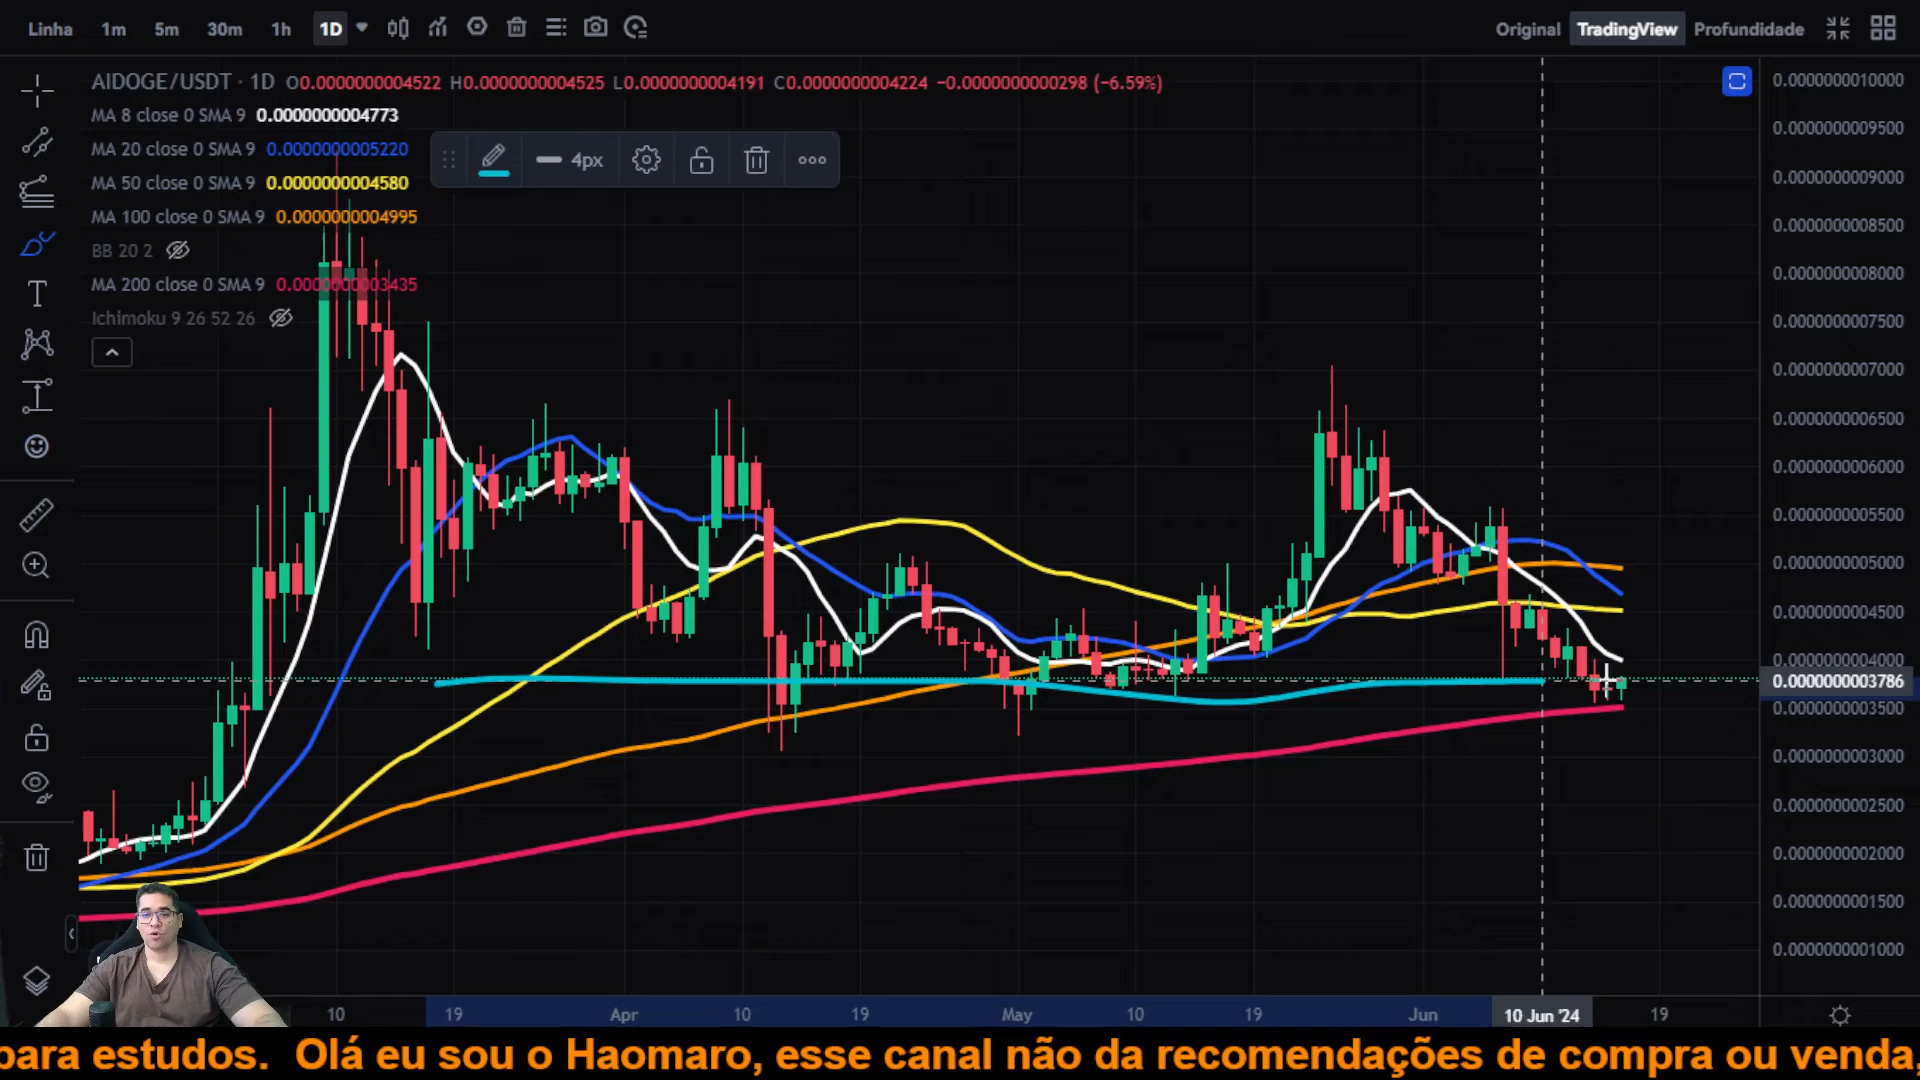 Linha 1m 5m 30m 1h 1D Original TradingView Profundidade
AIDOGE/USDT · 1D O0.0000000004522 H0.0000000004525 L0.0000000004191 C0.0000000004224 −0.0000000000298 (−6.59%)
MA 8 close 0 SMA 9 0.0000000004773
MA 20 close 0 SMA 9 0.0000000005220
4px
MA 50 close 0 SMA 9 0.0000000004580
MA 100 close 0 SMA 9 0.0000000004995
BB 20 2
MA 200 close 0 SMA 9 0.0000000003435
Ichimoku 9 26 52 26
0.0000000010000
0.0000000009500
0.0000000009000
0.0000000008500
0.0000000008000
0.0000000007500
0.0000000007000
0.0000000006500
0.0000000006000
0.0000000005500
0.0000000005000
0.0000000004500
0.0000000004000
0.0000000003786
0.0000000003500
0.0000000003000
0.0000000002500
0.0000000002000
0.0000000001500
0.0000000001000
10 19 Apr 10 19 May 10 19 Jun 10 Jun '24 19
para estudos. Olá eu sou o Haomaro, esse canal não da recomendações de compra ou venda,